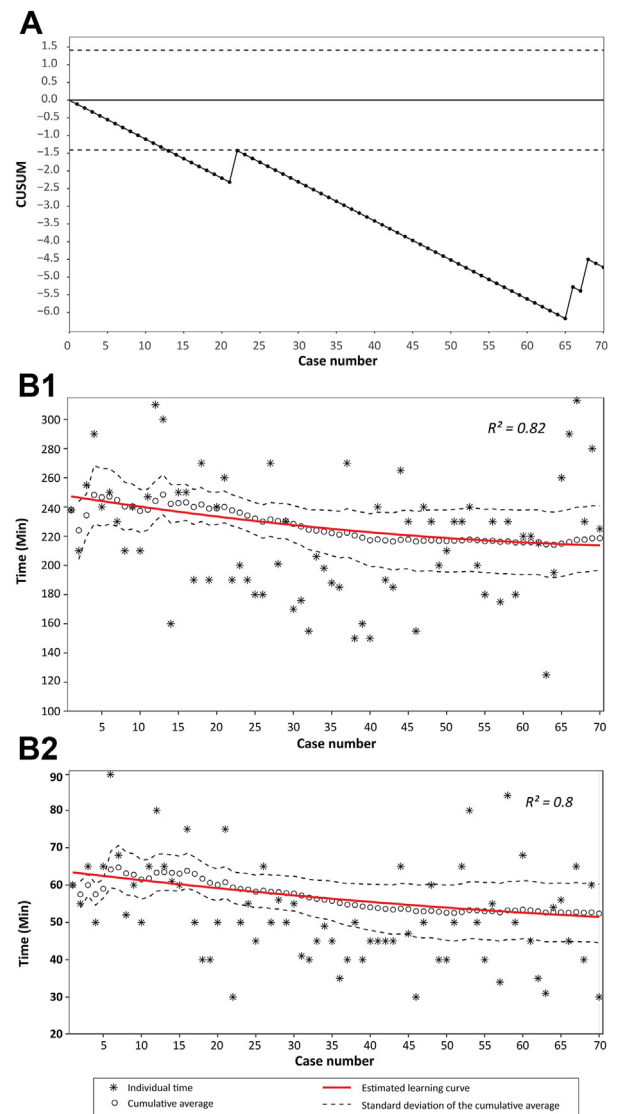 A
1.5
1.0
0.5
0.0
−0.5
−1.0
−1.5
−2.0
−2.5
−3.0
−3.5
−4.0
−4.5
−5.0
−5.5
−6.0
CUSUM
0 5 10 15 20 25 30 35 40 45 50 55 60 65 70
Case number
B1
R² = 0.82
300
280
260
240
220
200
180
160
140
120
100
Time (Min)
5 10 15 20 25 30 35 40 45 50 55 60 65 70
Case number
B2
R² = 0.8
90
80
70
60
50
40
30
20
Time (Min)
5 10 15 20 25 30 35 40 45 50 55 60 65 70
Case number
Individual time
Estimated learning curve
Cumulative average
Standard deviation of the cumulative average